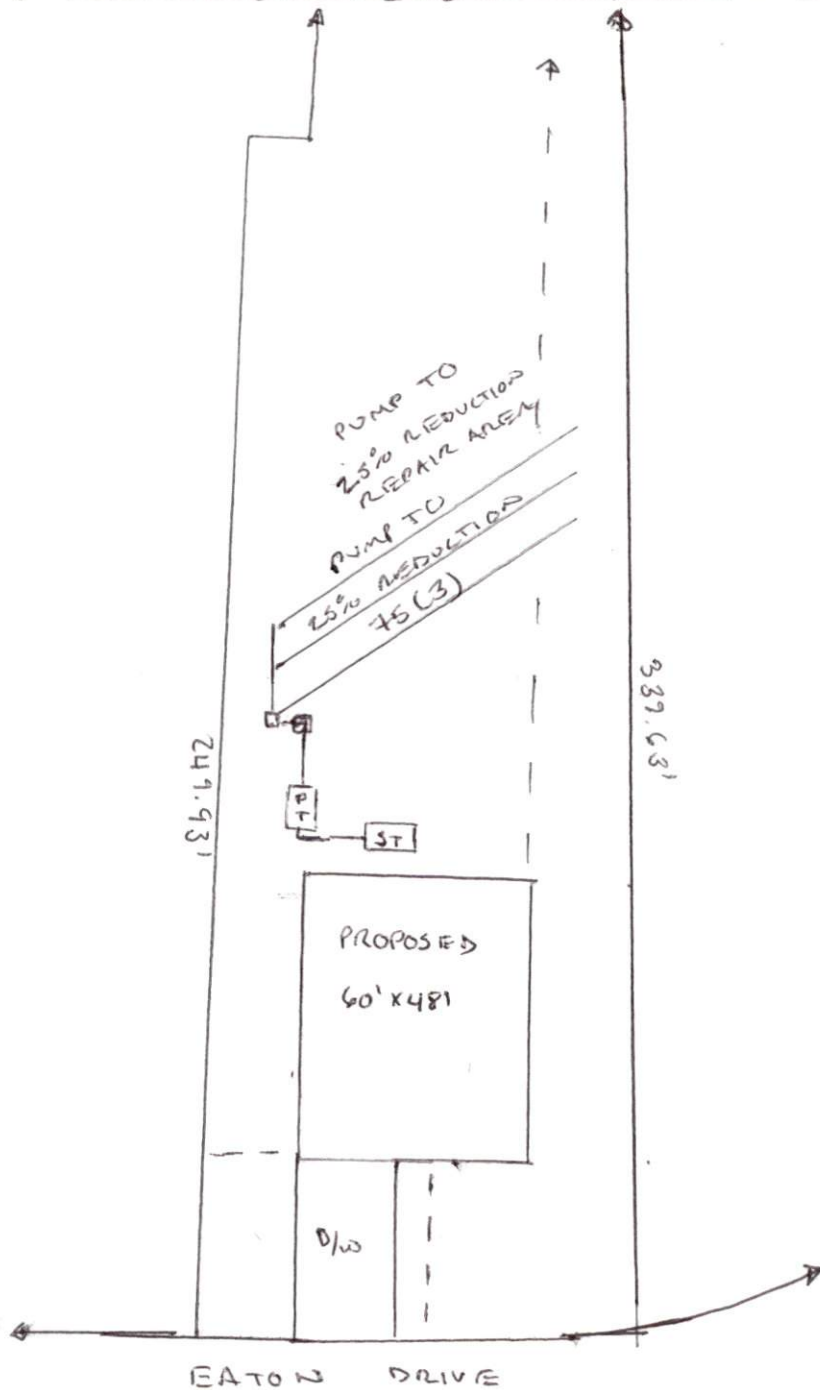 PUMP TO
25% REDUCTION
REPAIR AREA
PUMP TO
25% REDUCTION
75 (3)
339.63'
249.93'
PT
ST
PROPOSED
60' X 48'
D/W
EATON DRIVE